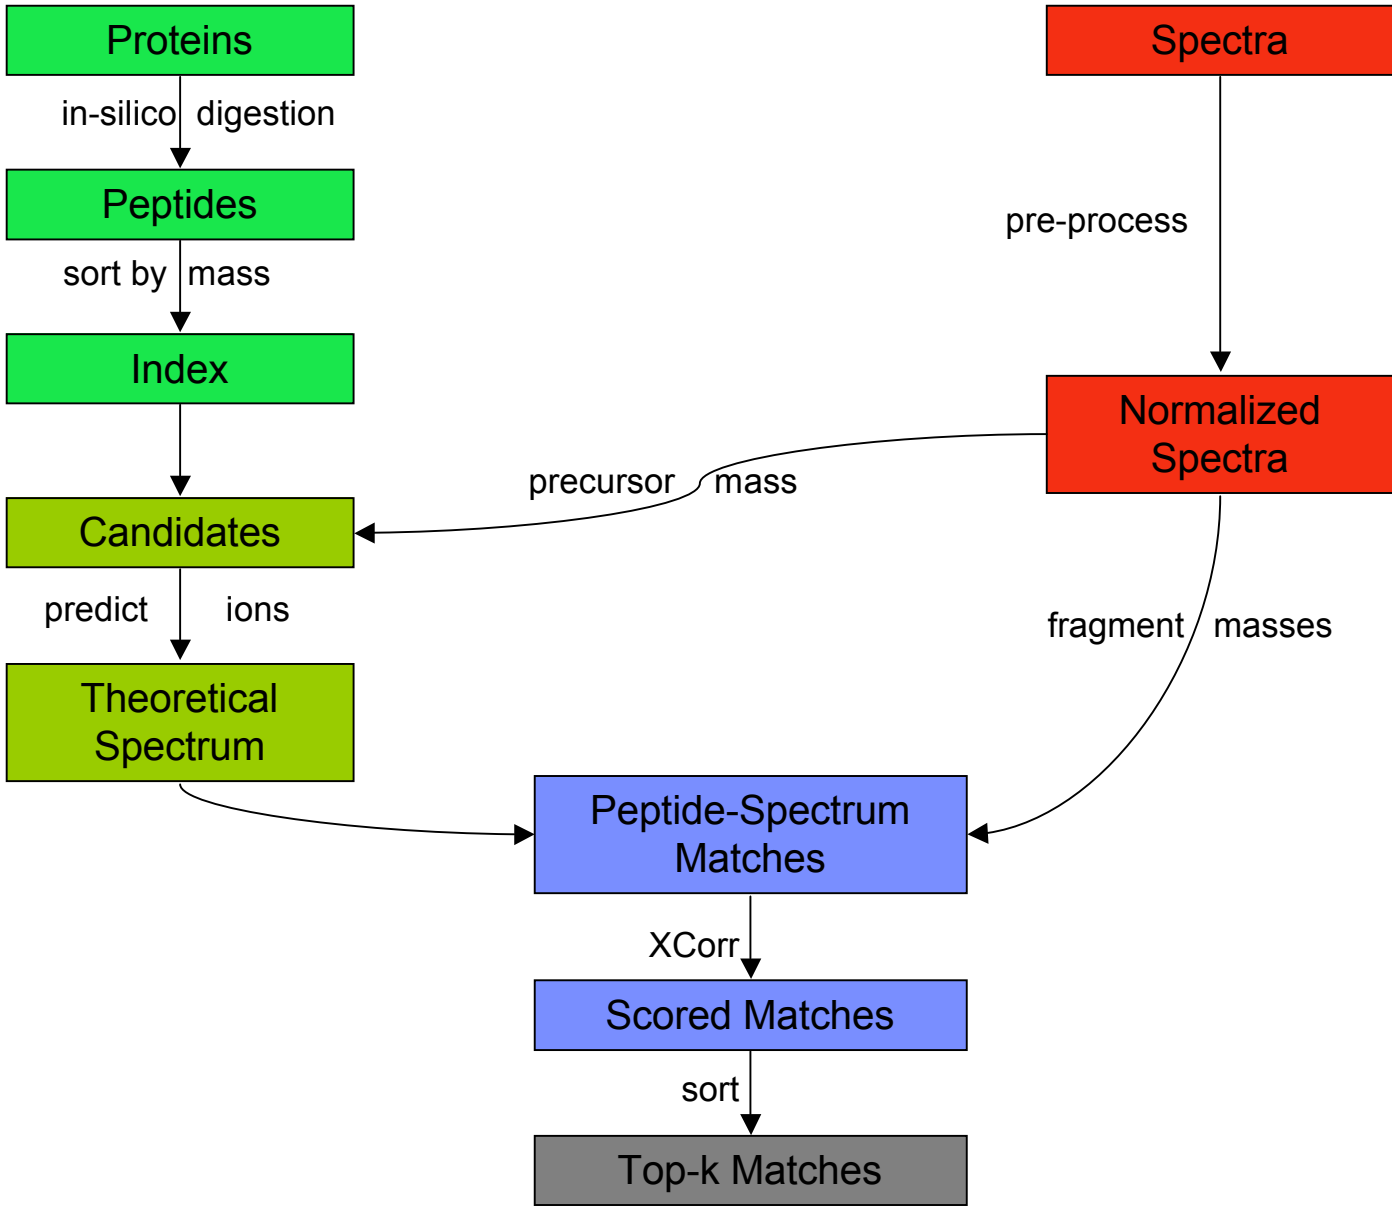 Proteins
Spectra
in-silico digestion
Peptides
pre-process
sort by mass
Index
Normalized
Spectra
precursor mass
Candidates
predict ions
fragment masses
Theoretical
Spectrum
Peptide-Spectrum
Matches
XCorr
Scored Matches
sort
Top-k Matches